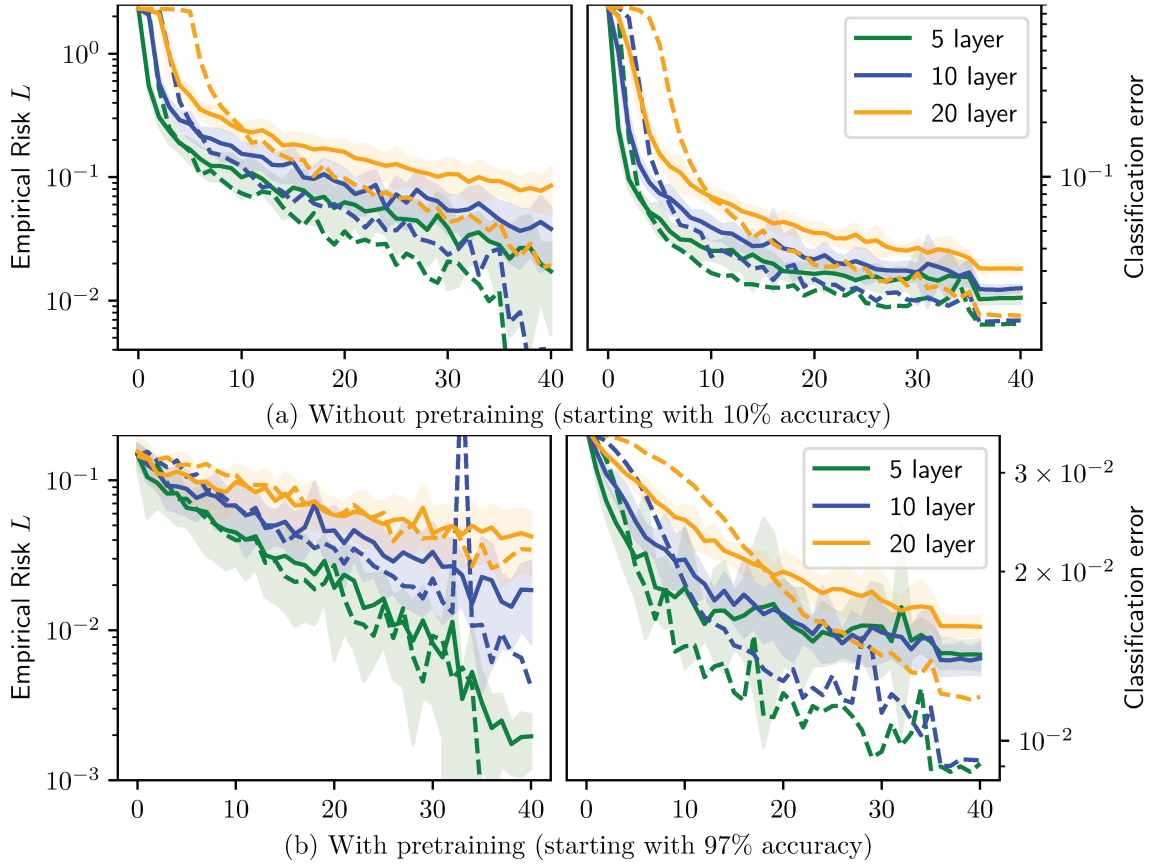 Empirical Risk L
10⁰
10⁻¹
10⁻²
0 10 20 30 40
5 layer
10 layer
20 layer
10⁻¹
Classification error
0 10 20 30 40
(a) Without pretraining (starting with 10% accuracy)
Empirical Risk L
10⁻¹
10⁻²
10⁻³
0 10 20 30 40
5 layer
10 layer
20 layer
3 × 10⁻²
2 × 10⁻²
10⁻²
Classification error
0 10 20 30 40
(b) With pretraining (starting with 97% accuracy)